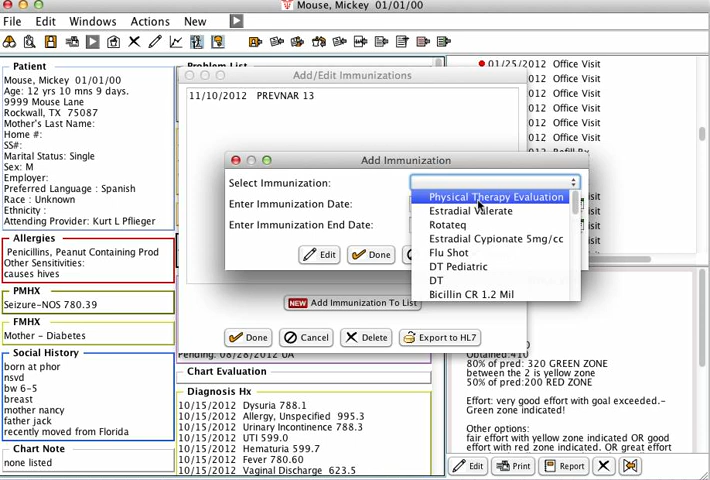 Mouse, Mickey 01/01/00
File Edit Windows Actions New
Patient
Mouse, Mickey 01/01/00
Age: 12 yrs 10 mns 9 days.
9999 Mouse Lane
Rockwall, TX 75087
Mother's Last Name:
Home #:
SS#:
Marital Status: Single
Sex: M
Employer:
Preferred Language : Spanish
Race : Unknown
Ethnicity :
Attending Provider: Kurt L Pflieger
Allergies
Penicillins, Peanut Containing Prod
Other Sensitivities:
causes hives
PMHX
Seizure-NOS 780.39
FMHX
Mother - Diabetes
Social History
born at phor
nsvd
bw 6-5
breast
mother nancy
father jack
recently moved from Florida
Chart Note
none listed
Problem List
Add/Edit Immunizations
11/10/2012 PREVNAR 13
Add Immunization
Select Immunization:
Enter Immunization Date:
Enter Immunization End Date:
Edit Done
Physical Therapy Evaluation
Estradial Valerate
Rotateq
Estradial Cypionate 5mg/cc
Flu Shot
DT Pediatric
DT
Bicillin CR 1.2 Mil
NEW Add Immunization To List
Done Cancel Delete Export to HL7
Pending: 08/28/2012 UA
Chart Evaluation
Diagnosis Hx
10/15/2012 Dysuria 788.1
10/15/2012 Allergy, Unspecified 995.3
10/15/2012 Urinary Incontinence 788.3
10/15/2012 UTI 599.0
10/15/2012 Hematuria 599.7
10/15/2012 Fever 780.60
10/15/2012 Vaginal Discharge 623.5
01/25/2012 Office Visit
012 Office Visit
012 Office Visit
012 Office Visit
012 Office Visit
012 Office Visit
012 Refill Rx
Visit
Visit
Visit
Visit
Obtained:410
80% of pred: 320 GREEN ZONE
between the 2 is yellow zone
50% of pred:200 RED ZONE
Effort: very good effort with goal exceeded.-
Green zone indicated!
Other options:
fair effort with yellow zone indicated OR good
effort with red zone indicated. OR great effort
Edit Print Report